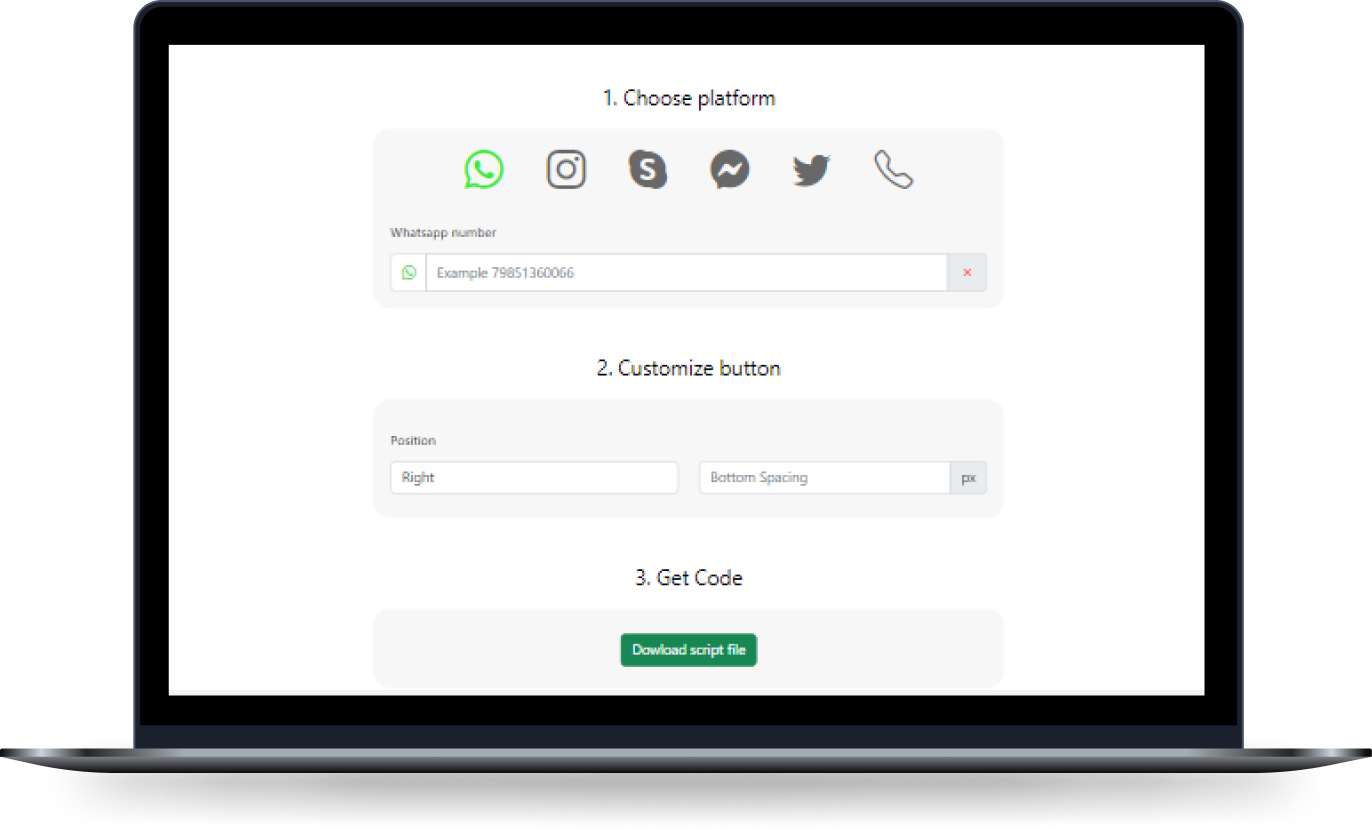 1. Choose platform
Whatsapp number
Example 79851360066
2. Customize button
Position
Right
Bottom Spacing
px
3. Get Code
Dowload script file